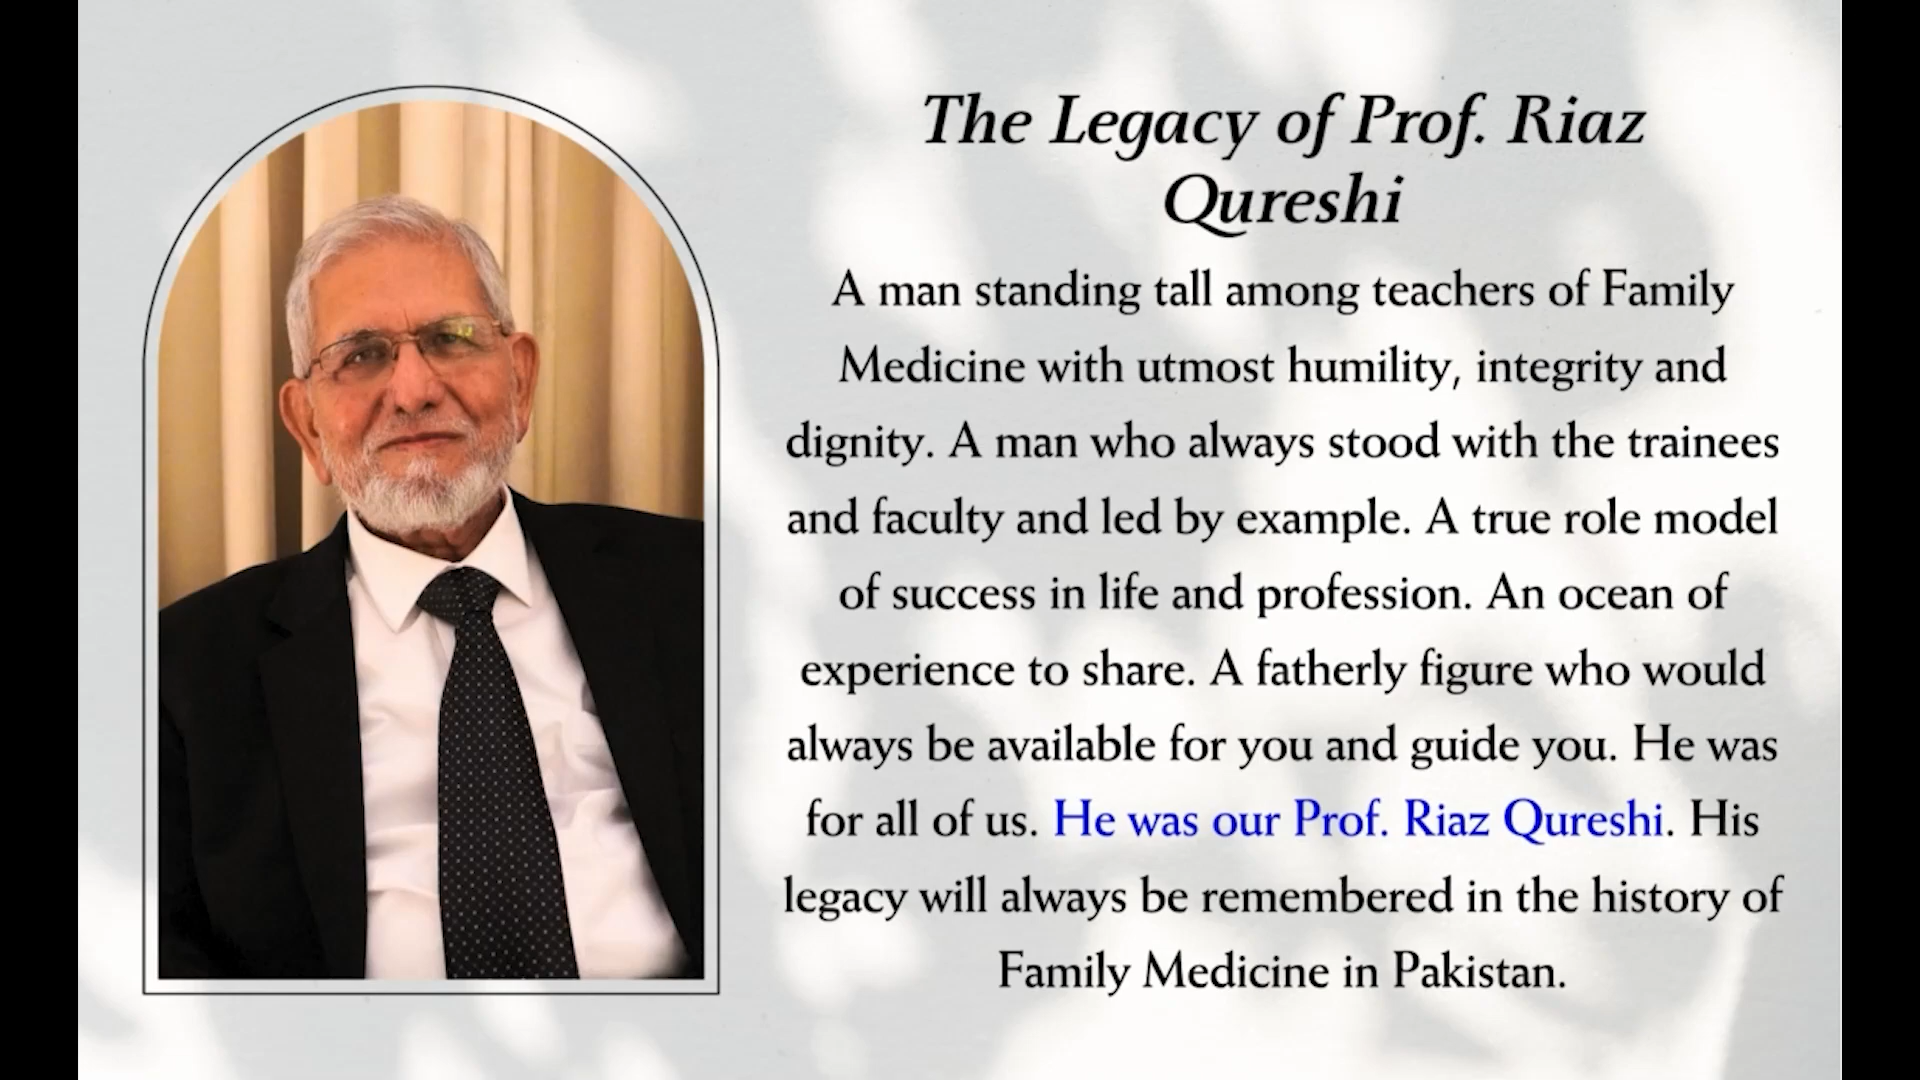 The Legacy of Prof. Riaz
Qureshi
A man standing tall among teachers of Family
Medicine with utmost humility, integrity and
dignity. A man who always stood with the trainees
and faculty and led by example. A true role model
of success in life and profession. An ocean of
experience to share. A fatherly figure who would
always be available for you and guide you. He was
for all of us. He was our Prof. Riaz Qureshi. His
legacy will always be remembered in the history of
Family Medicine in Pakistan.